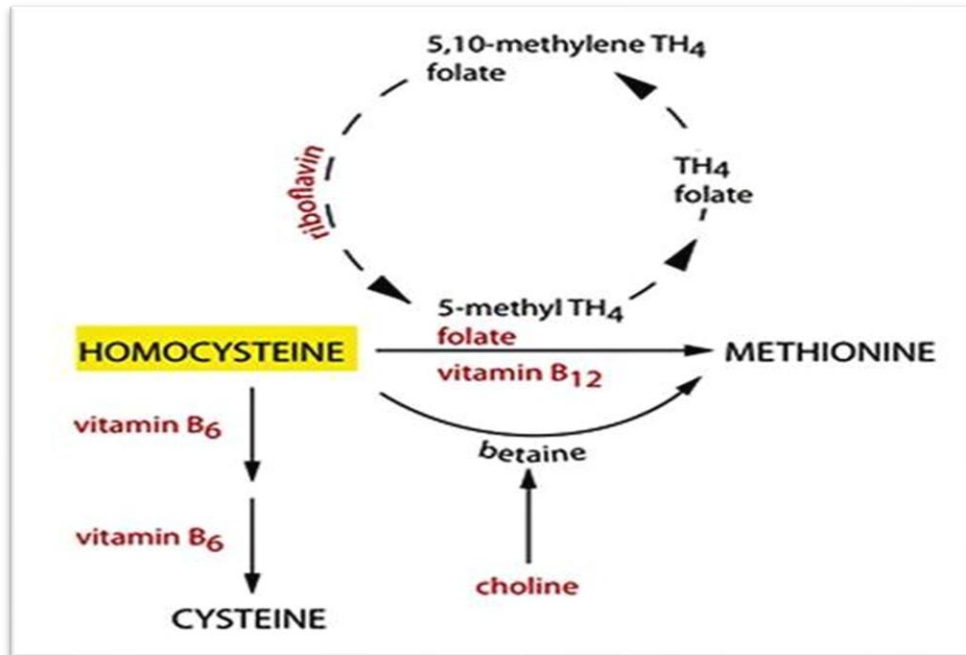 5,10-methylene TH4
folate
riboflavin
TH4
folate
5-methyl TH4
folate
HOMOCYSTEINE
METHIONINE
vitamin B12
vitamin B6
betaine
vitamin B6
choline
CYSTEINE